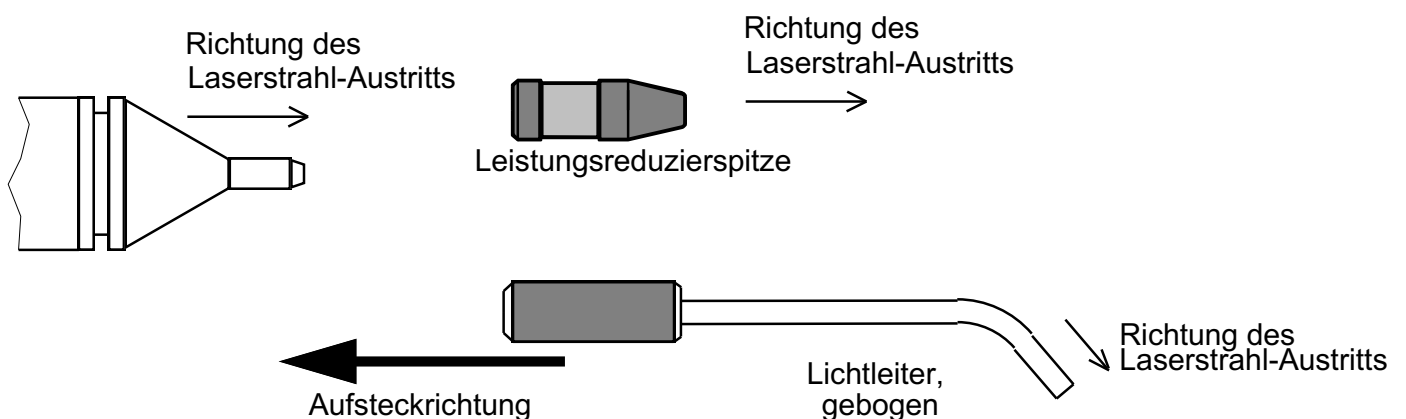 Richtung des
Laserstrahl-Austritts
Richtung des
Laserstrahl-Austritts
Leistungsreduzierspitze
Richtung des
Laserstrahl-Austritts
Lichtleiter,
gebogen
Aufsteckrichtung